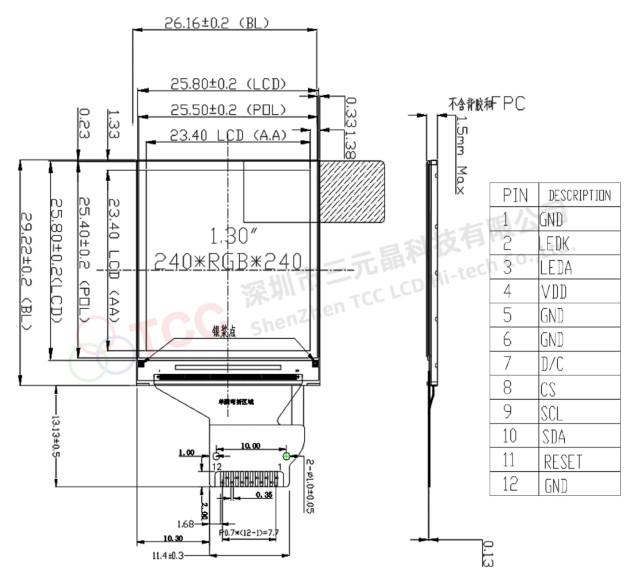 26.16±0.2 (BL)
25.80±0.2 (LCD)
25.50±0.2 (POL)
23.40 LCD (A.A)
0.33
1.38
0.23
1.33
29.22±0.2 (BL)
25.80±0.2(LCD)
25.40±0.2 (POL)
23.40 LCD (AA)
1.30"
240*RGB*240
银浆点
单层弯折区域
不含背胶和FPC
1.5mm Max
深圳市三元晶科技有限公司
TCC
ShenZhen TCC LCD Hi-tech Co.,LTD
PIN DESCRIPTION
1 GND
2 LEDK
3 LEDA
4 VDD
5 GND
6 GND
7 D/C
8 CS
9 SCL
10 SDA
11 RESET
12 GND
13.13±0.5
1.00
10.00
12 1
2-ø1.0±0.05
2.00
0.35
1.68
P0.7*(12-1)=7.7
10.30
11.4±0.3
0.13